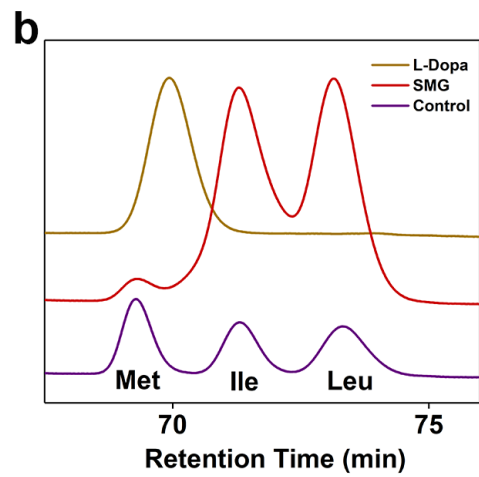 b
L-Dopa
SMG
Control
Met Ile Leu
70 75
Retention Time (min)